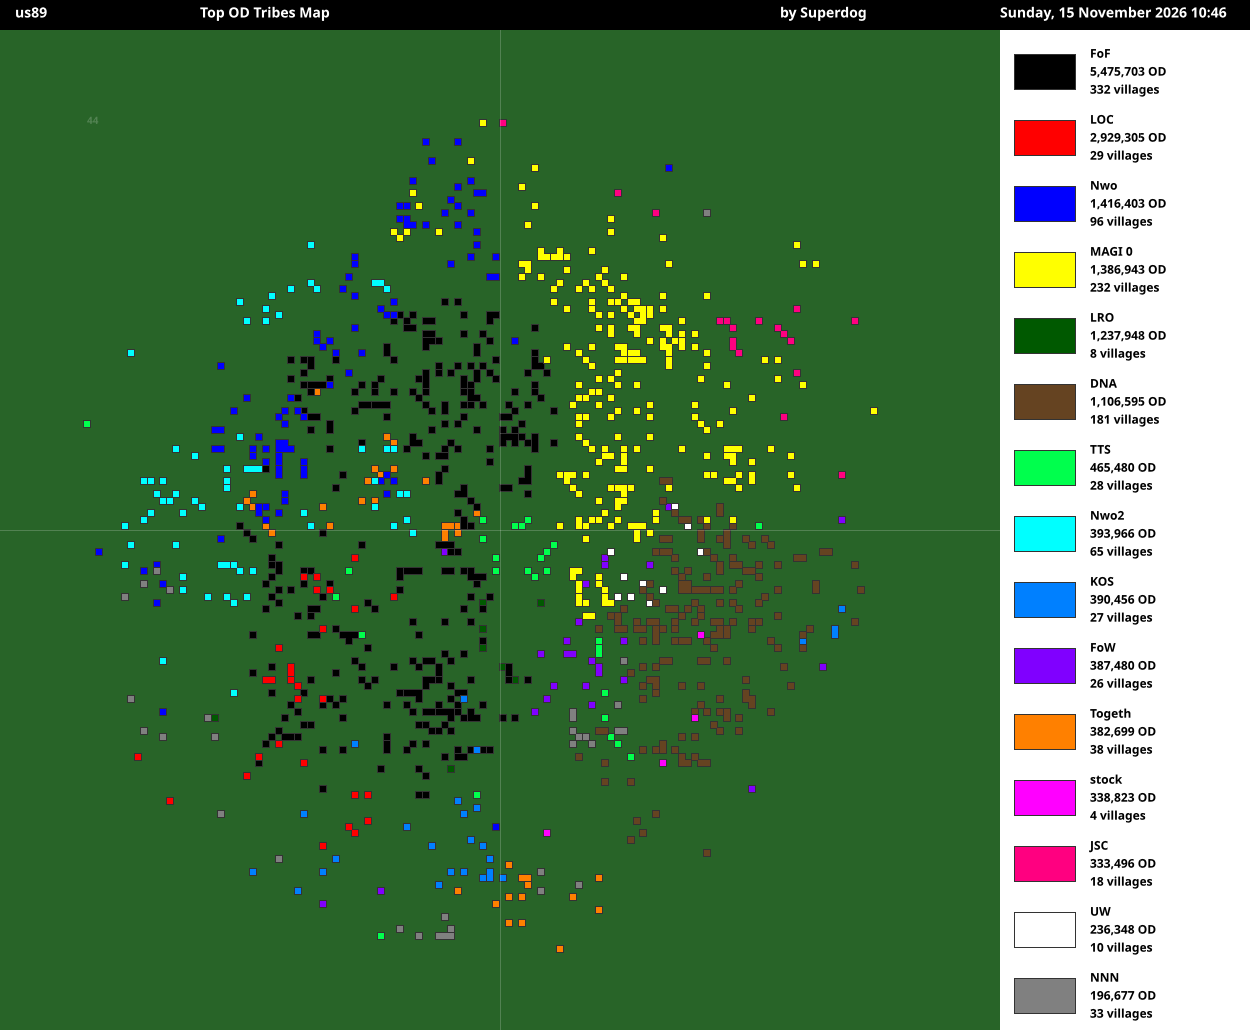 us89 Top OD Tribes Map by Superdog Sunday, 15 November 2026 10:46
44
FoF
5,475,703 OD
332 villages
LOC
2,929,305 OD
29 villages
Nwo
1,416,403 OD
96 villages
MAGI 0
1,386,943 OD
232 villages
LRO
1,237,948 OD
8 villages
DNA
1,106,595 OD
181 villages
TTS
465,480 OD
28 villages
Nwo2
393,966 OD
65 villages
KOS
390,456 OD
27 villages
FoW
387,480 OD
26 villages
Togeth
382,699 OD
38 villages
stock
338,823 OD
4 villages
JSC
333,496 OD
18 villages
UW
236,348 OD
10 villages
NNN
196,677 OD
33 villages